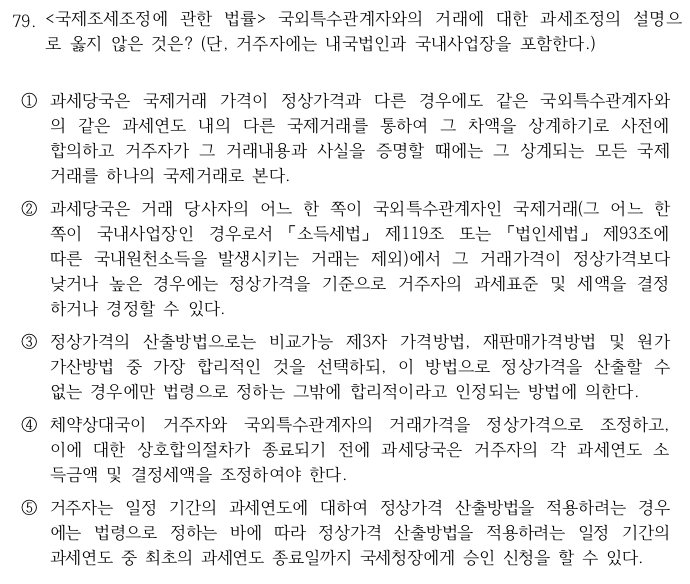 79. <국제조세조정에 관한 법률> 국외특수관계자와의 거래에 대한 과세조정의 설명으
로 옳지 않은 것은? (단, 거주자에는 내국법인과 국내사업장을 포함한다.)
① 과세당국은 국제거래 가격이 정상가격과 다른 경우에도 같은 국외특수관계자와
의 같은 과세연도 내의 다른 국제거래를 통하여 그 차액을 상계하기로 사전에
합의하고 거주자가 그 거래내용과 사실을 증명할 때에는 그 상계되는 모든 국제
거래를 하나의 국제거래로 본다.
② 과세당국은 거래 당사자의 어느 한 쪽이 국외특수관계자인 국제거래(그 어느 한
쪽이 국내사업장인 경우로서 「소득세법」 제119조 또는 「법인세법」 제93조에
따른 국내원천소득을 발생시키는 거래는 제외)에서 그 거래가격이 정상가격보다
낮거나 높은 경우에는 정상가격을 기준으로 거주자의 과세표준 및 세액을 결정
하거나 경정할 수 있다.
③ 정상가격의 산출방법으로는 비교가능 제3자 가격방법, 재판매가격방법 및 원가
가산방법 중 가장 합리적인 것을 선택하되, 이 방법으로 정상가격을 산출할 수
없는 경우에만 법령으로 정하는 그밖에 합리적이라고 인정되는 방법에 의한다.
④ 체약상대국이 거주자와 국외특수관계자의 거래가격을 정상가격으로 조정하고,
이에 대한 상호합의절차가 종료되기 전에 과세당국은 거주자의 각 과세연도 소
득금액 및 결정세액을 조정하여야 한다.
⑤ 거주자는 일정 기간의 과세연도에 대하여 정상가격 산출방법을 적용하려는 경우
에는 법령으로 정하는 바에 따라 정상가격 산출방법을 적용하려는 일정 기간의
과세연도 중 최초의 과세연도 종료일까지 국세청장에게 승인 신청을 할 수 있다.